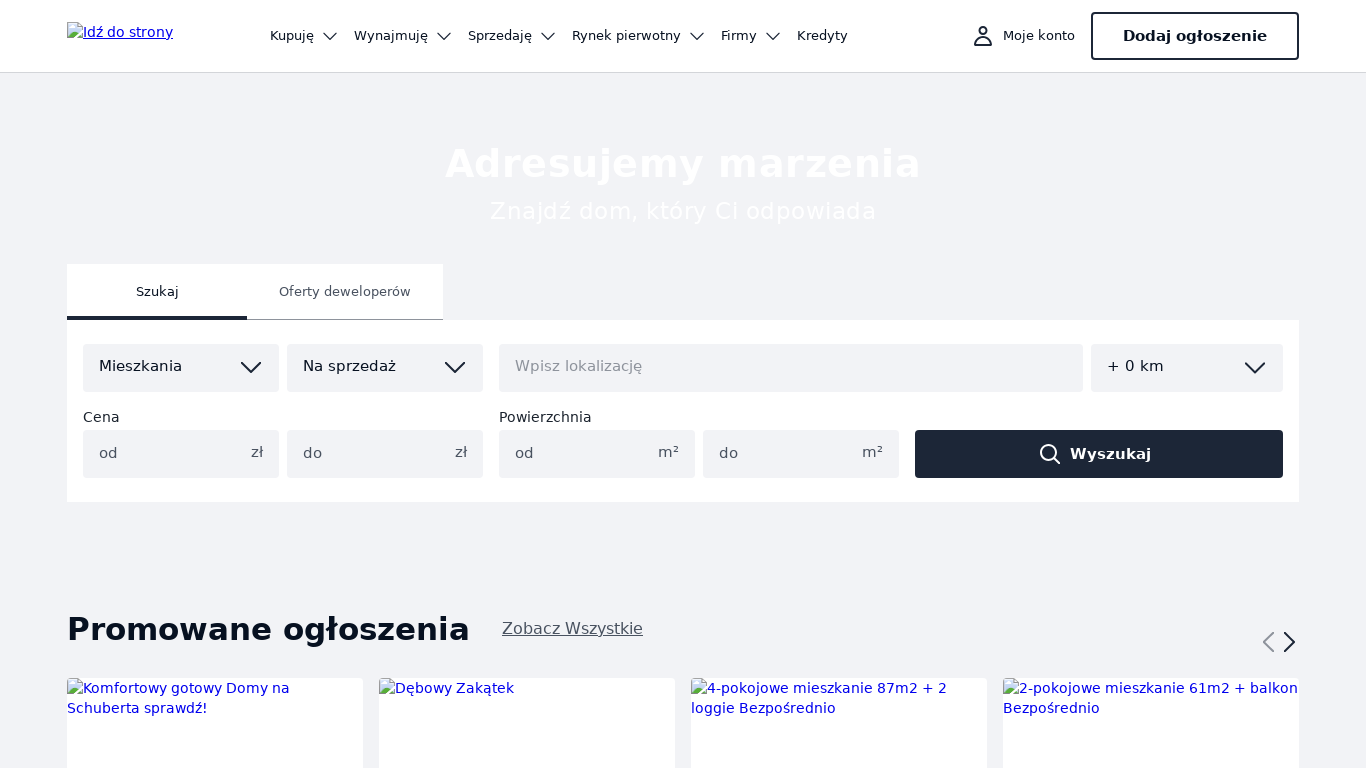 Idź do strony
Kupuję
Wynajmuję
Sprzedaję
Rynek pierwotny
Firmy
Kredyty
Moje konto
Dodaj ogłoszenie
Adresujemy marzenia
Znajdź dom, który Ci odpowiada
Szukaj
Oferty deweloperów
Mieszkania
Na sprzedaż
Wpisz lokalizację
+ 0 km
Cena
Powierzchnia
od zł
do zł
od m²
do m²
Wyszukaj
Promowane ogłoszenia
Zobacz Wszystkie
Komfortowy gotowy Domy na
Schuberta sprawdź!
Dębowy Zakątek
4-pokojowe mieszkanie 87m2 + 2
loggie Bezpośrednio
2-pokojowe mieszkanie 61m2 + balkon
Bezpośrednio